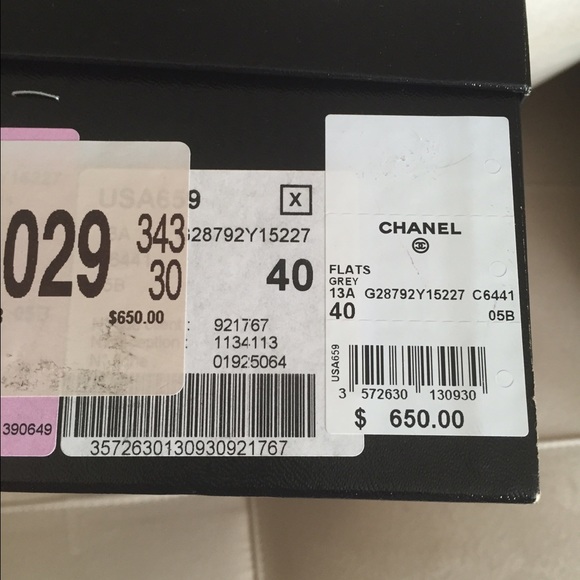 029
343
30
$650.00
390649
USA659
X
G28792Y15227
40
921767
1134113
01925064
3572630130930921767
CHANEL
FLATS
GREY
13A G28792Y15227 C6441
40 05B
USA659
3 572630 130930
$ 650.00